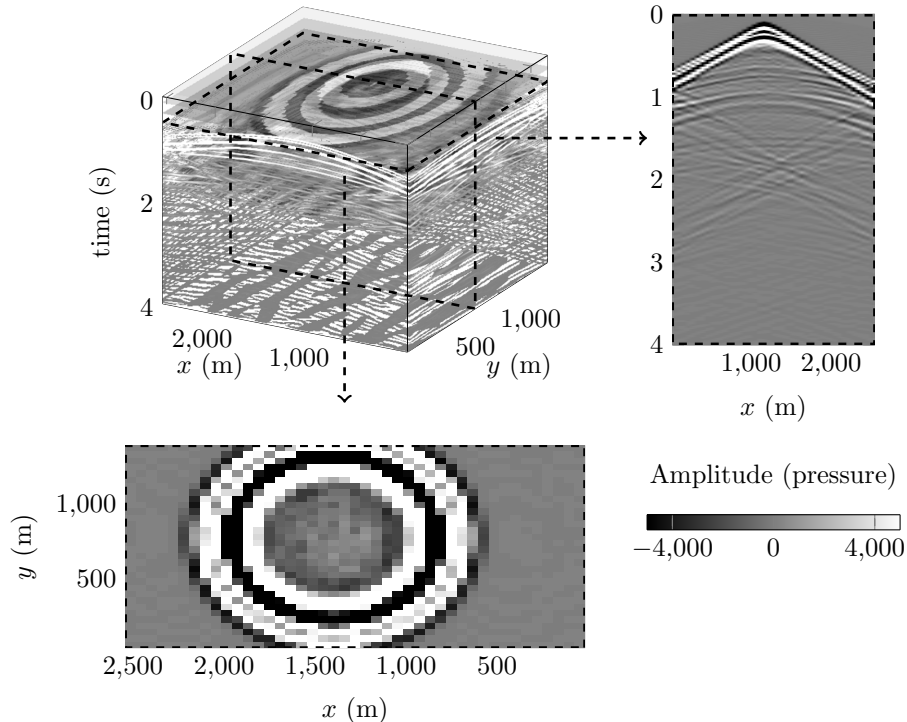 0
2
4
time (s)
2,000
1,000
x (m)
1,000
500
y (m)
0
1
2
3
4
1,000 2,000
x (m)
1,000
500
y (m)
2,500 2,000 1,500 1,000 500
x (m)
Amplitude (pressure)
−4,000 0 4,000